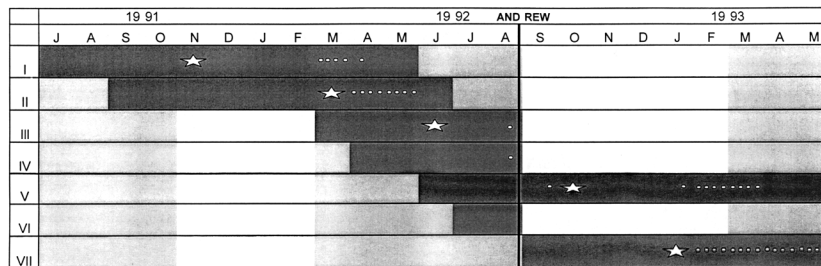 19 91 19 92 AND REW 19 93
J A S O N D J F M A M J J A S O N D J F M A M
I
II
III
IV
V
VI
VII